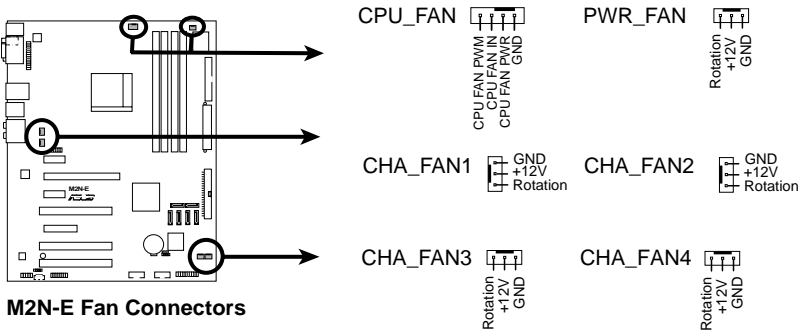 CPU_FAN
CPU FAN PWM
CPU FAN IN
CPU FAN PWR
GND
PWR_FAN
Rotation
+12V
GND
CHA_FAN1
GND
+12V
Rotation
CHA_FAN2
GND
+12V
Rotation
M2N-E
ASUS
CHA_FAN3
Rotation
+12V
GND
CHA_FAN4
Rotation
+12V
GND
M2N-E Fan Connectors